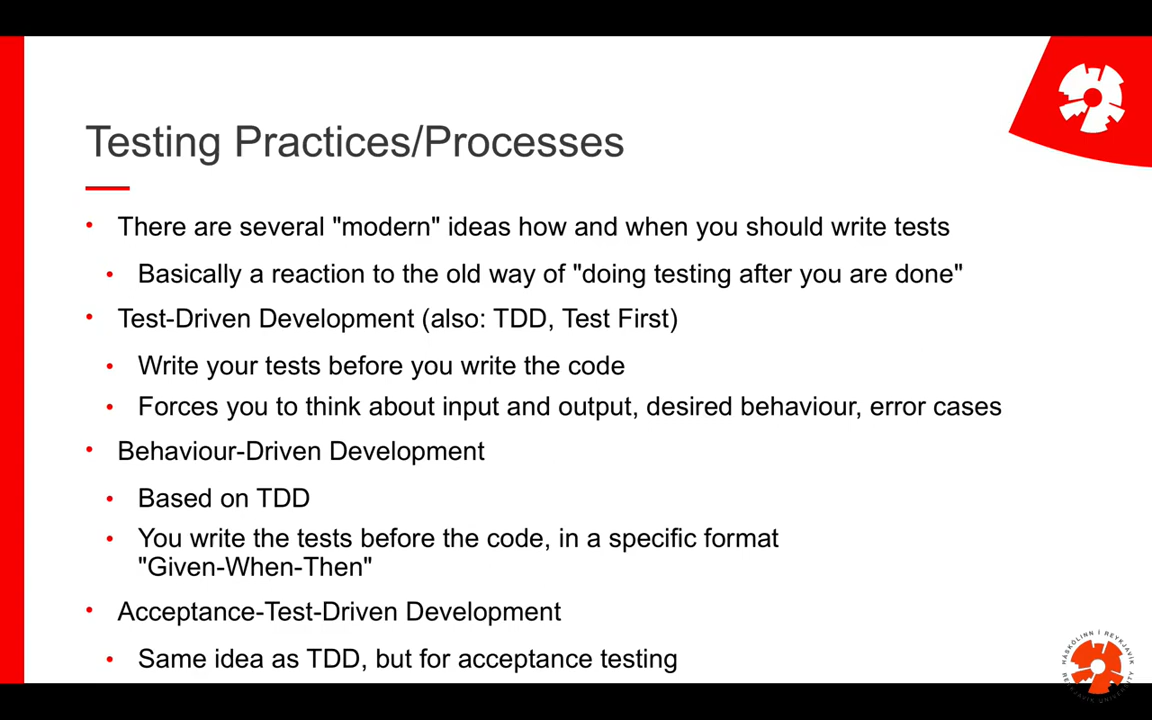 Testing Practices/Processes
• There are several "modern" ideas how and when you should write tests
• Basically a reaction to the old way of "doing testing after you are done"
• Test-Driven Development (also: TDD, Test First)
• Write your tests before you write the code
• Forces you to think about input and output, desired behaviour, error cases
• Behaviour-Driven Development
• Based on TDD
• You write the tests before the code, in a specific format
"Given-When-Then"
• Acceptance-Test-Driven Development
• Same idea as TDD, but for acceptance testing
HÁSKÓLINN Í REYKJAVÍK
REYKJAVIK UNIVERSITY